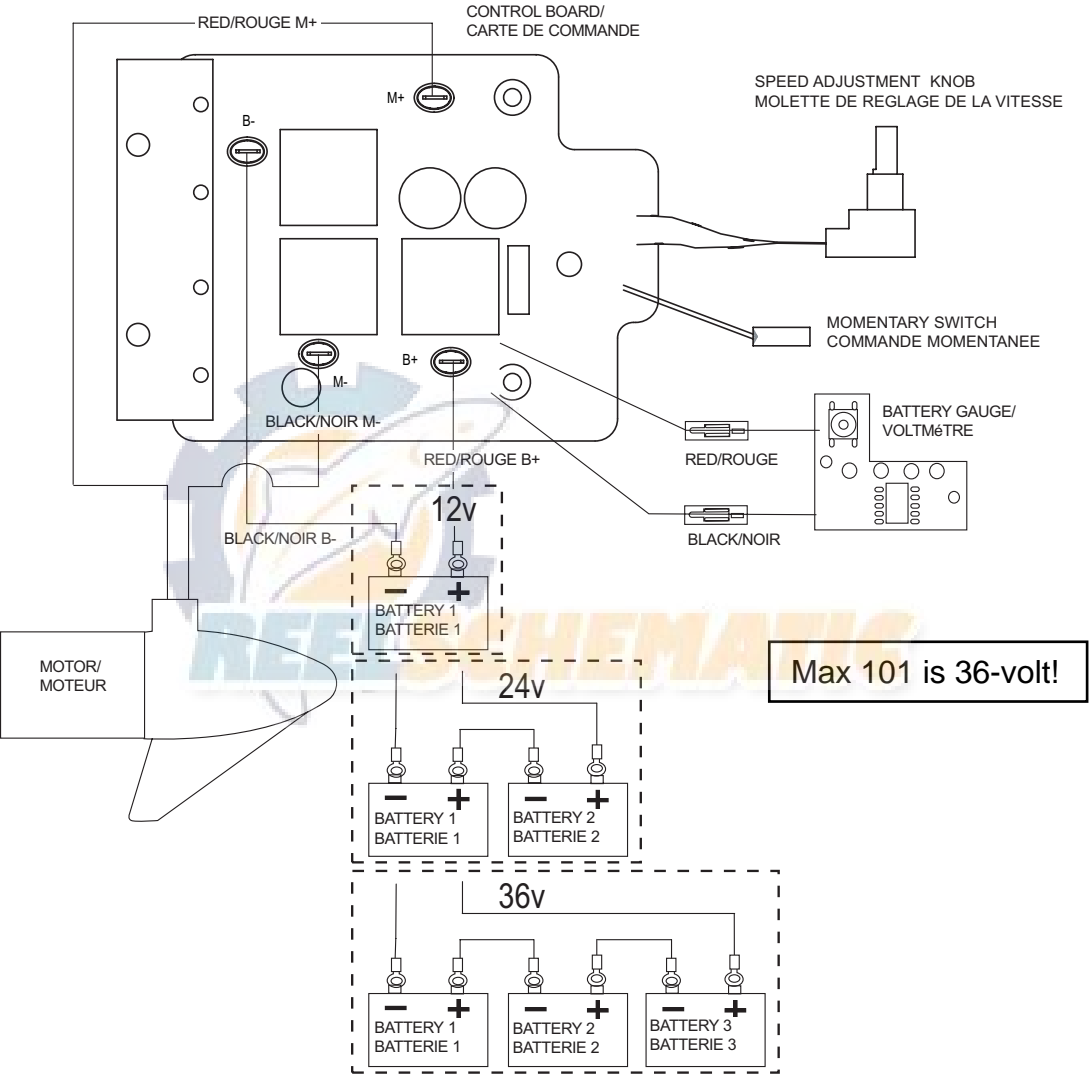 RED/ROUGE M+
CONTROL BOARD/
CARTE DE COMMANDE
SPEED ADJUSTMENT KNOB
MOLETTE DE REGLAGE DE LA VITESSE
M+
B-
MOMENTARY SWITCH
COMMANDE MOMENTANEE
B+
M-
BLACK/NOIR M-
BATTERY GAUGE/
VOLTMéTRE
RED/ROUGE B+
RED/ROUGE
12v
BLACK/NOIR B-
BLACK/NOIR
BATTERY 1
BATTERIE 1
REEL SCHEMATIC
MOTOR/
MOTEUR
Max 101 is 36-volt!
24v
BATTERY 1
BATTERIE 1
BATTERY 2
BATTERIE 2
36v
BATTERY 1
BATTERIE 1
BATTERY 2
BATTERIE 2
BATTERY 3
BATTERIE 3